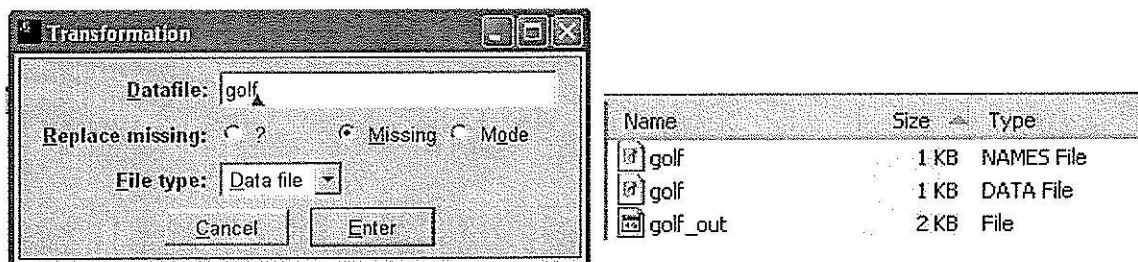 Transformation
Datafile: golf
Replace missing: ? Missing Mode
File type: Data file
Cancel Enter
Name Size Type
golf 1 KB NAMES File
golf 1 KB DATA File
golf_out 2 KB File